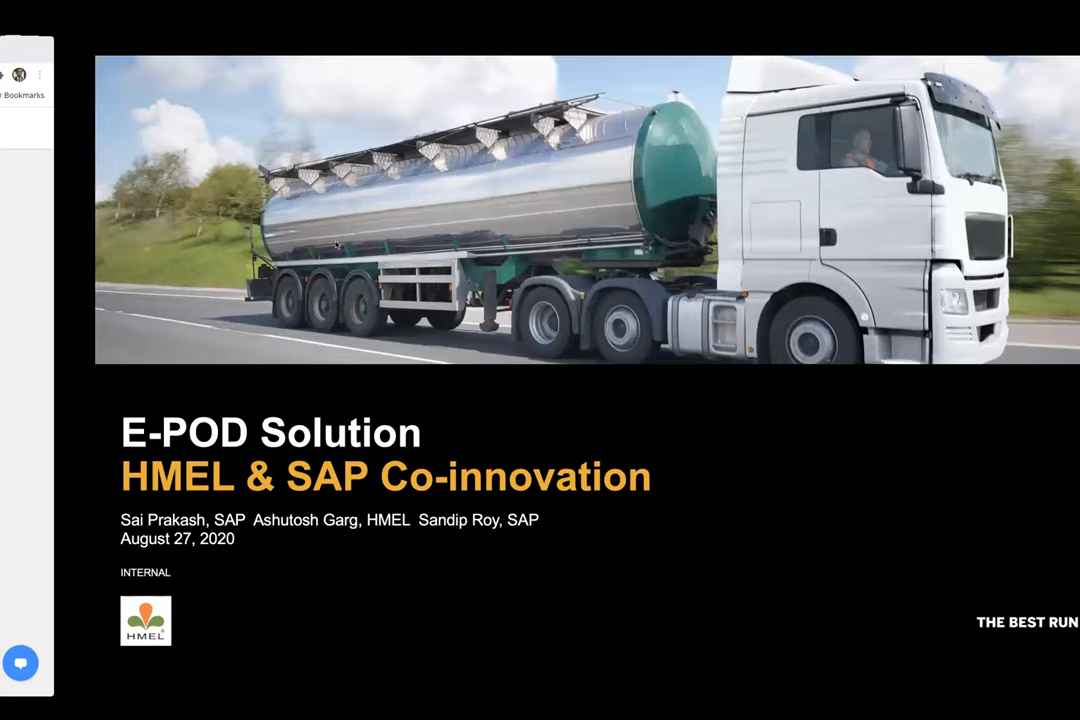 r Bookmarks
E-POD Solution
HMEL & SAP Co-innovation
Sai Prakash, SAP Ashutosh Garg, HMEL Sandip Roy, SAP
August 27, 2020
INTERNAL
HMEL
THE BEST RUN